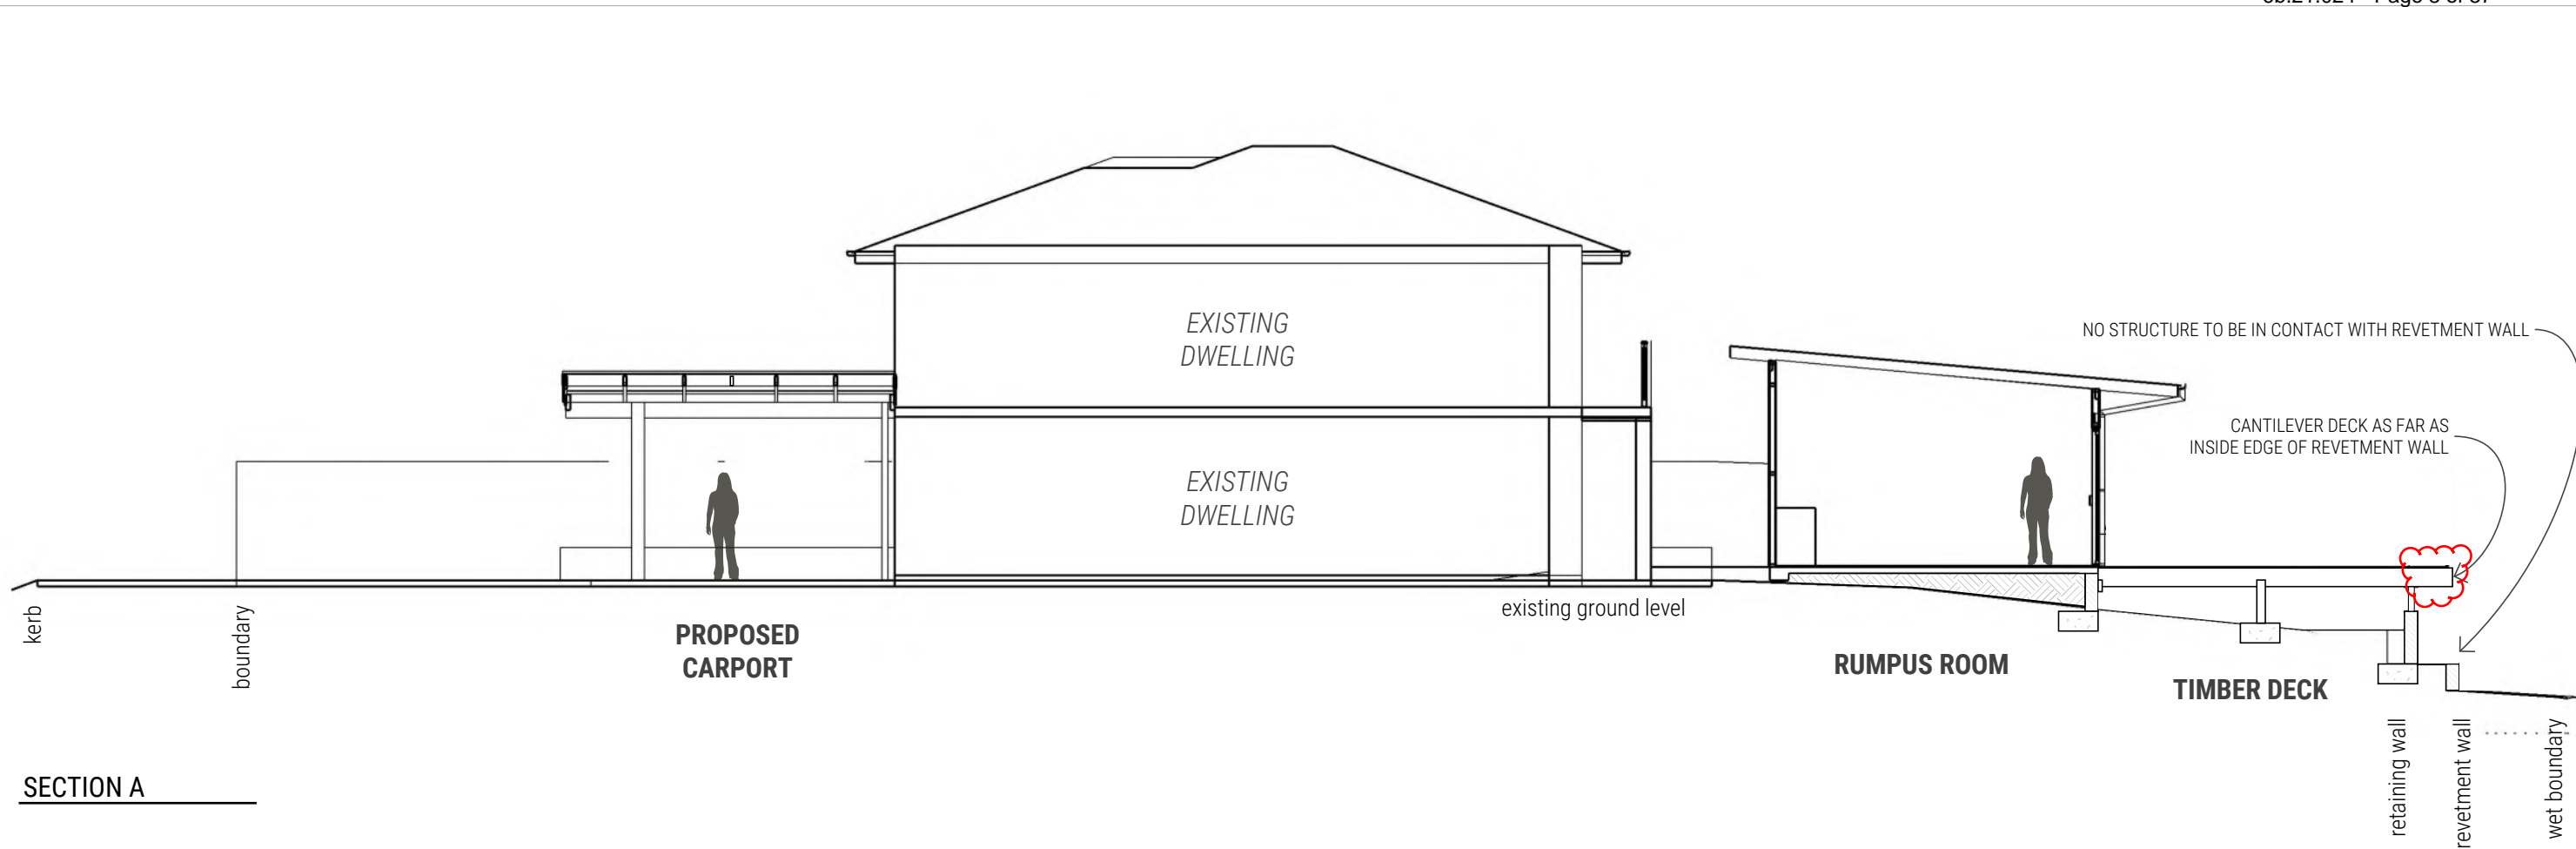 EXISTING
DWELLING
NO STRUCTURE TO BE IN CONTACT WITH REVETMENT WALL
CANTILEVER DECK AS FAR AS
INSIDE EDGE OF REVETMENT WALL
EXISTING
DWELLING
kerb
boundary
PROPOSED
CARPORT
existing ground level
RUMPUS ROOM
TIMBER DECK
retaining wall
revetment wall
wet boundary
SECTION A